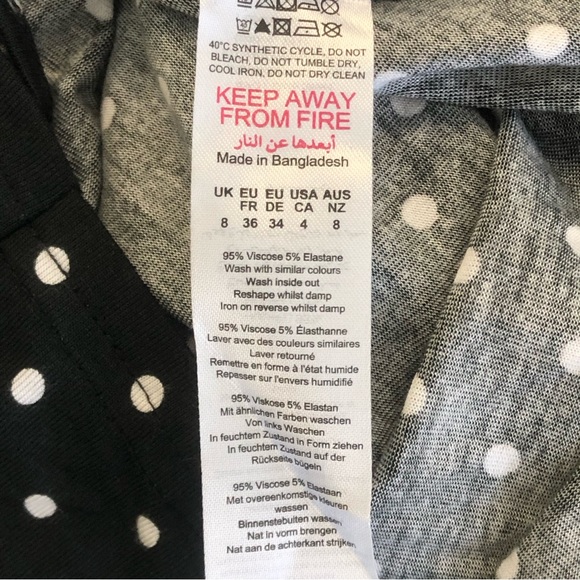 40°C SYNTHETIC CYCLE, DO NOT
BLEACH, DO NOT TUMBLE DRY,
COOL IRON, DO NOT DRY CLEAN
KEEP AWAY
FROM FIRE
أبعدها عن النار
Made in Bangladesh
UK EU EU USA AUS
FR DE CA NZ
8 36 34 4 8
95% Viscose 5% Elastane
Wash with similar colours
Wash inside out
Reshape whilst damp
Iron on reverse whilst damp
95% Viscose 5% Élasthanne
Laver avec des couleurs similaires
Laver retourné
Remettre en forme à l'état humide
Repasser sur l'envers humidifié
95% Viskose 5% Elastan
Mit ähnlichen Farben waschen
Von links Waschen
In feuchtem Zustand in Form ziehen
In feuchtem Zustand auf der
Rückseite bügeln
95% Viscose 5% Elastaan
Met overeenkomstige kleuren
wassen
Binnenstebuiten wassen
Nat in vorm brengen
Nat aan de achterkant strijken